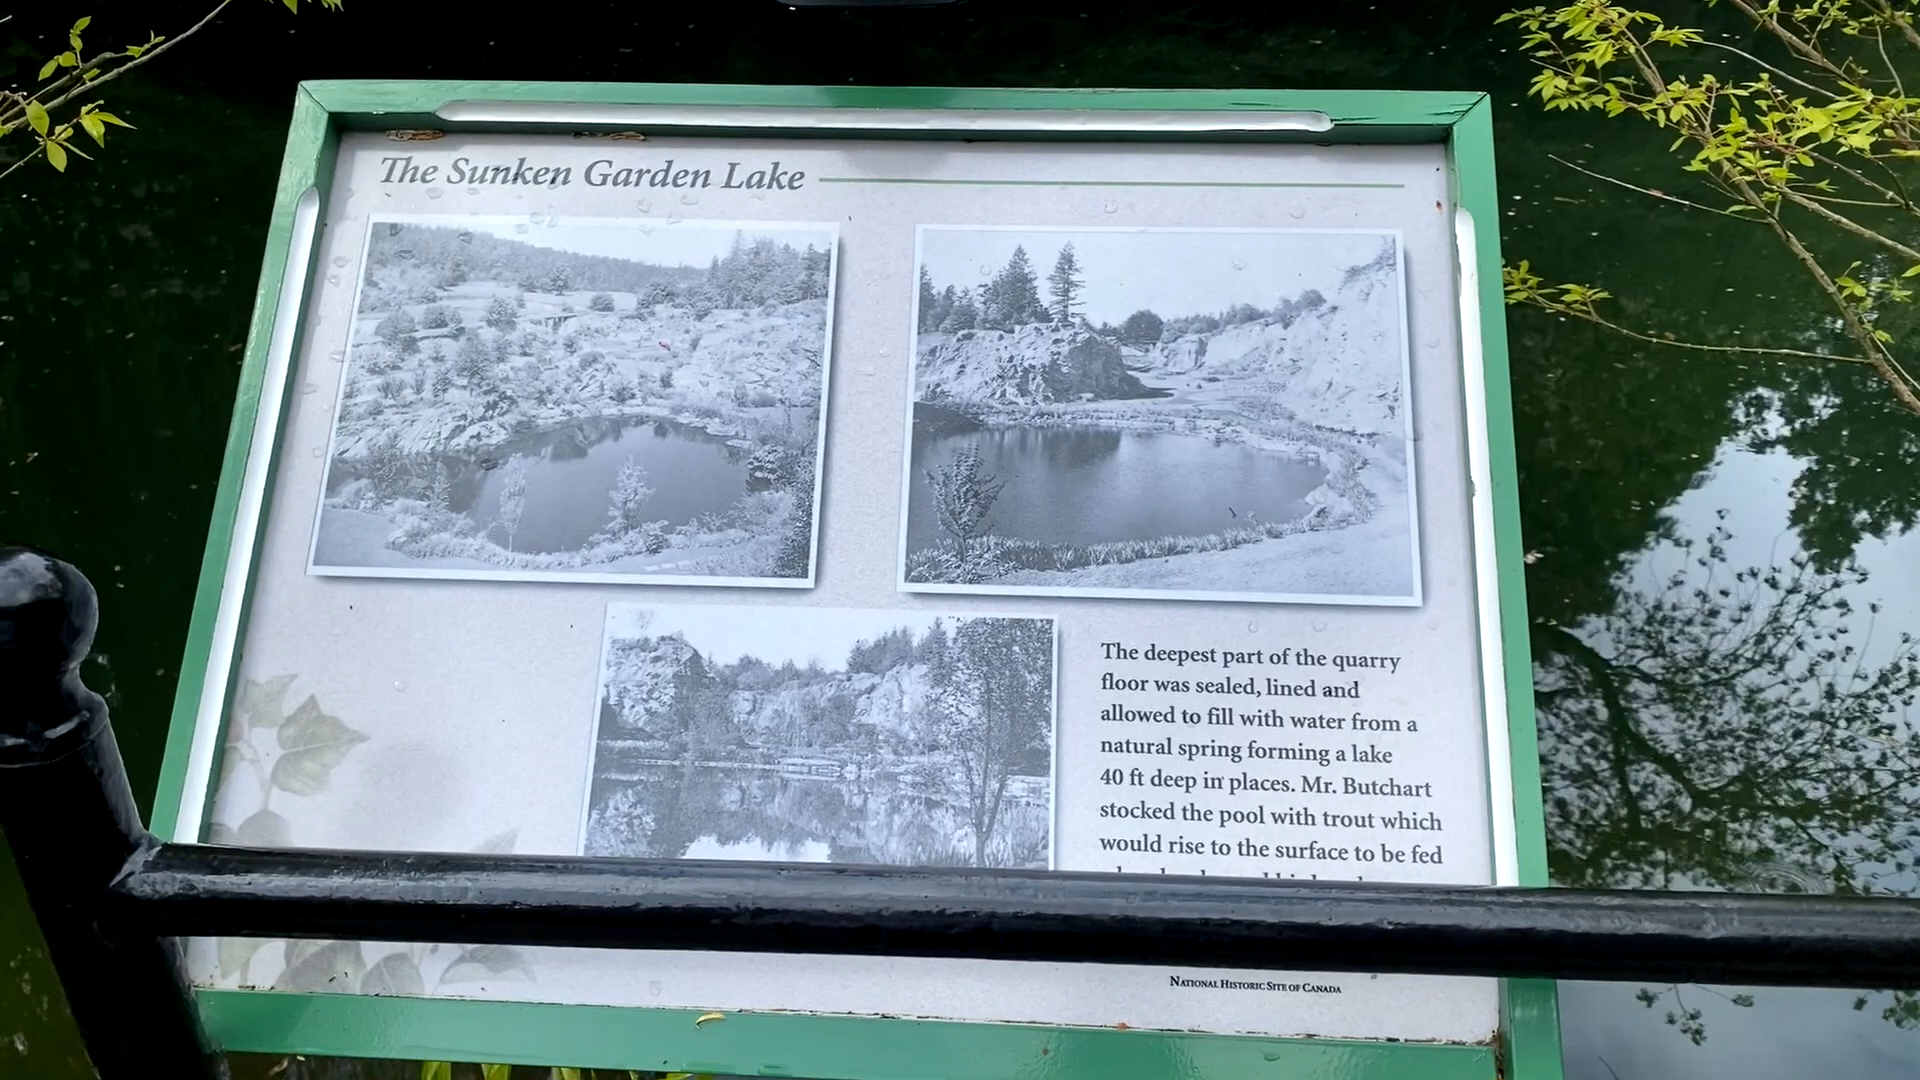 The Sunken Garden Lake
The deepest part of the quarry
floor was sealed, lined and
allowed to fill with water from a
natural spring forming a lake
40 ft deep in places. Mr. Butchart
stocked the pool with trout which
would rise to the surface to be fed
National Historic Site of Canada